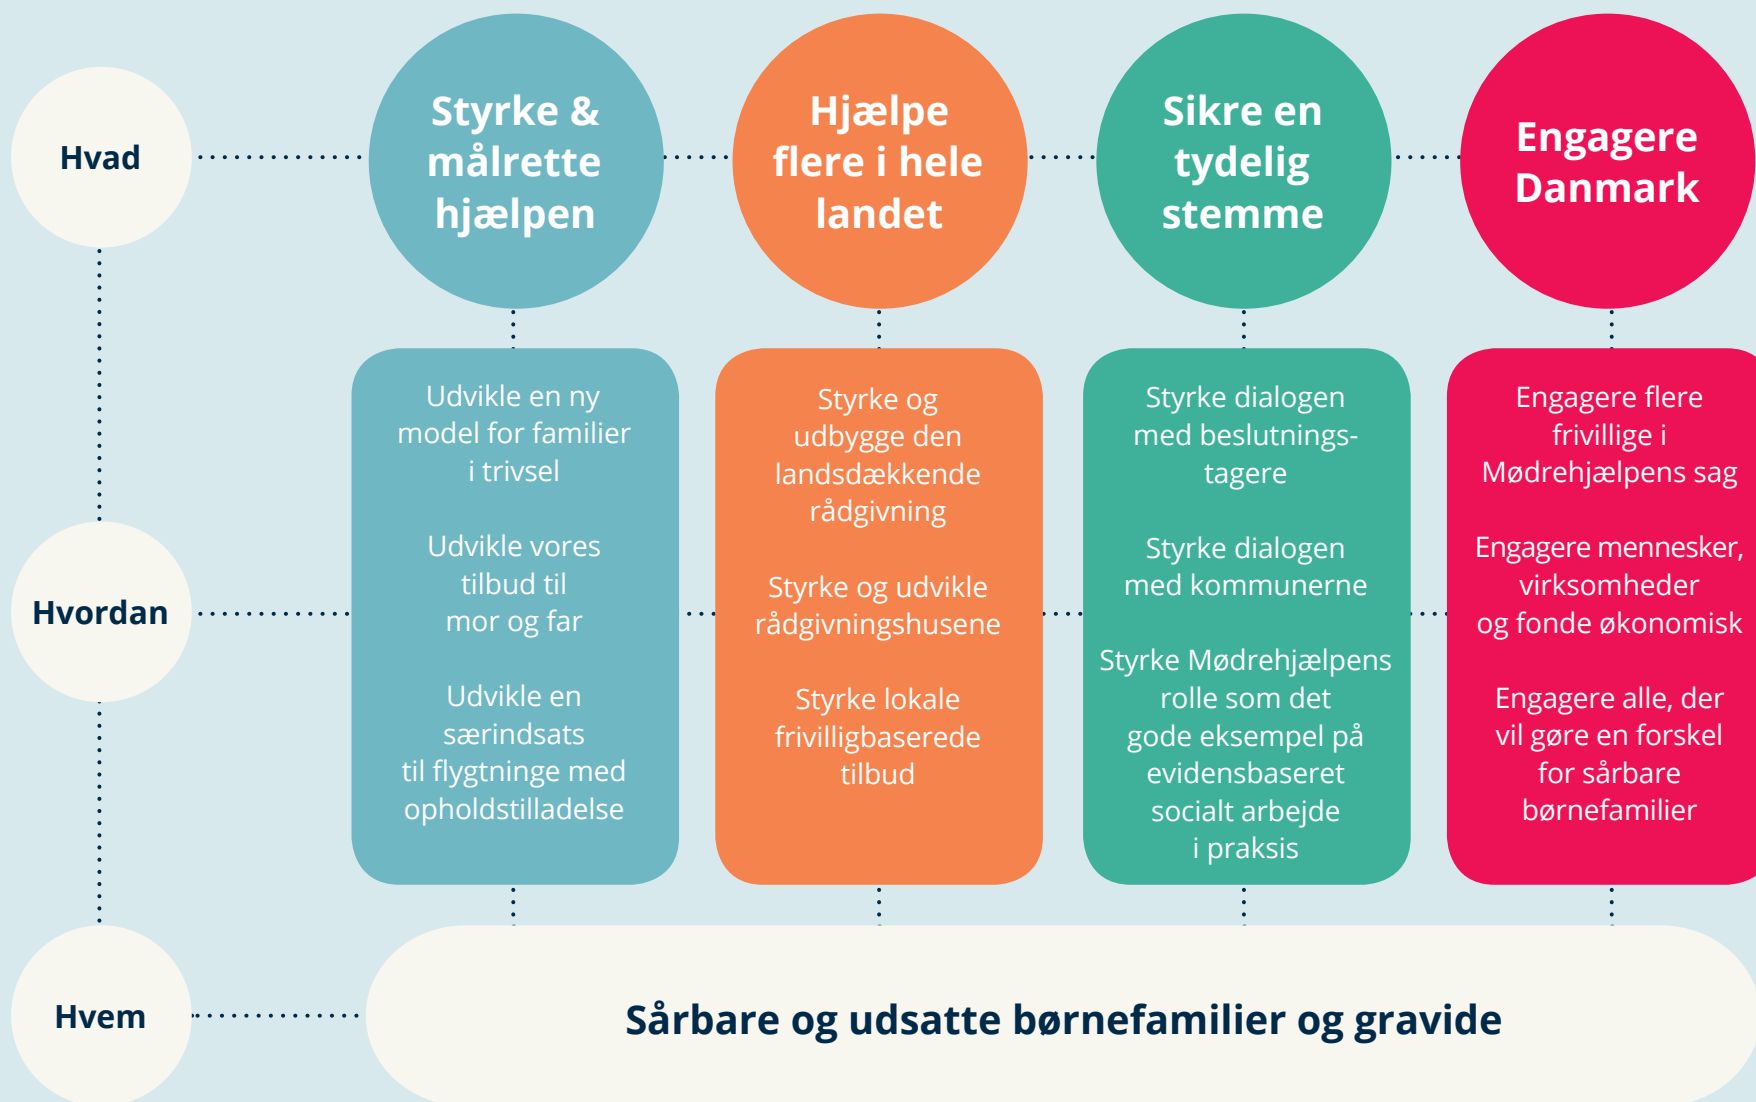 Hvad
Styrke &
målrette
hjælpen
Hjælpe
flere i hele
landet
Sikre en
tydelig
stemme
Engagere
Danmark
Hvordan
Udvikle en ny
model for familier
i trivsel
Udvikle vores
tilbud til
mor og far
Udvikle en
særindsats
til flygtninge med
opholdstilladelse
Styrke og
udbygge den
landsdækkende
rådgivning
Styrke og udvikle
rådgivningshusene
Styrke lokale
frivilligbaserede
tilbud
Styrke dialogen
med beslutnings-
tagere
Styrke dialogen
med kommunerne
Styrke Mødrehjælpens
rolle som det
gode eksempel på
evidensbaseret
socialt arbejde
i praksis
Engagere flere
frivillige i
Mødrehjælpens sag
Engagere mennesker,
virksomheder
og fonde økonomisk
Engagere alle, der
vil gøre en forskel
for sårbare
børnefamilier
Hvem
Sårbare og udsatte børnefamilier og gravide